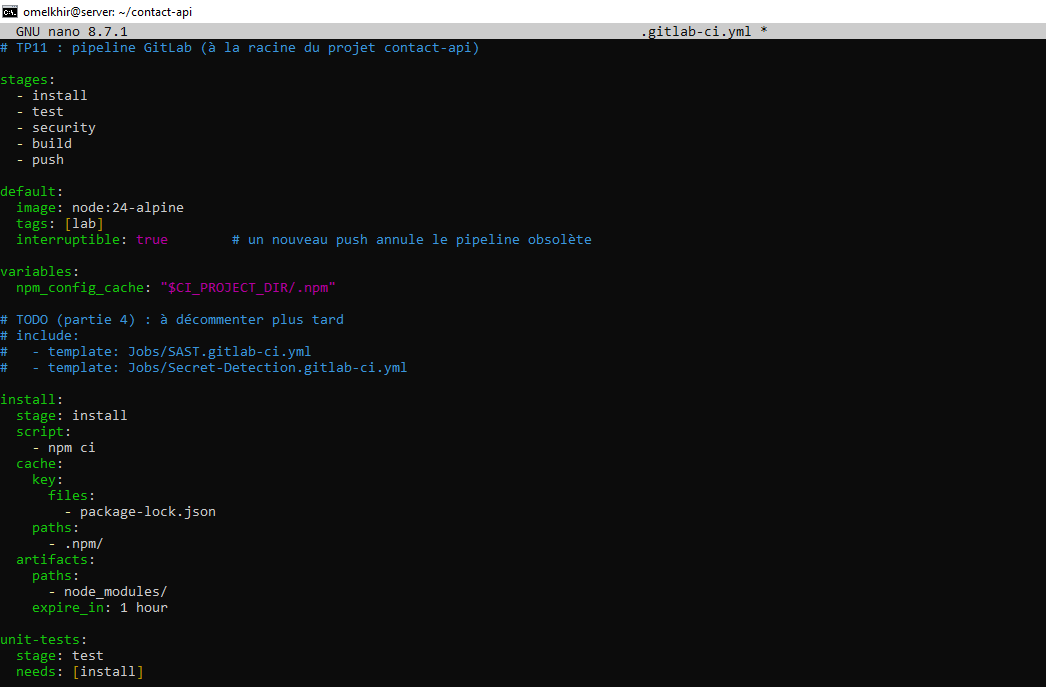 omelkhir@server: ~/contact-api
GNU nano 8.7.1 .gitlab-ci.yml *
# TP11 : pipeline GitLab (à la racine du projet contact-api)
stages:
  - install
  - test
  - security
  - build
  - push
default:
  image: node:24-alpine
  tags: [lab]
  interruptible: true        # un nouveau push annule le pipeline obsolète
variables:
  npm_config_cache: "$CI_PROJECT_DIR/.npm"
# TODO (partie 4) : à décommenter plus tard
# include:
#   - template: Jobs/SAST.gitlab-ci.yml
#   - template: Jobs/Secret-Detection.gitlab-ci.yml
install:
  stage: install
  script:
    - npm ci
  cache:
    key:
      files:
        - package-lock.json
    paths:
      - .npm/
  artifacts:
    paths:
      - node_modules/
    expire_in: 1 hour
unit-tests:
  stage: test
  needs: [install]